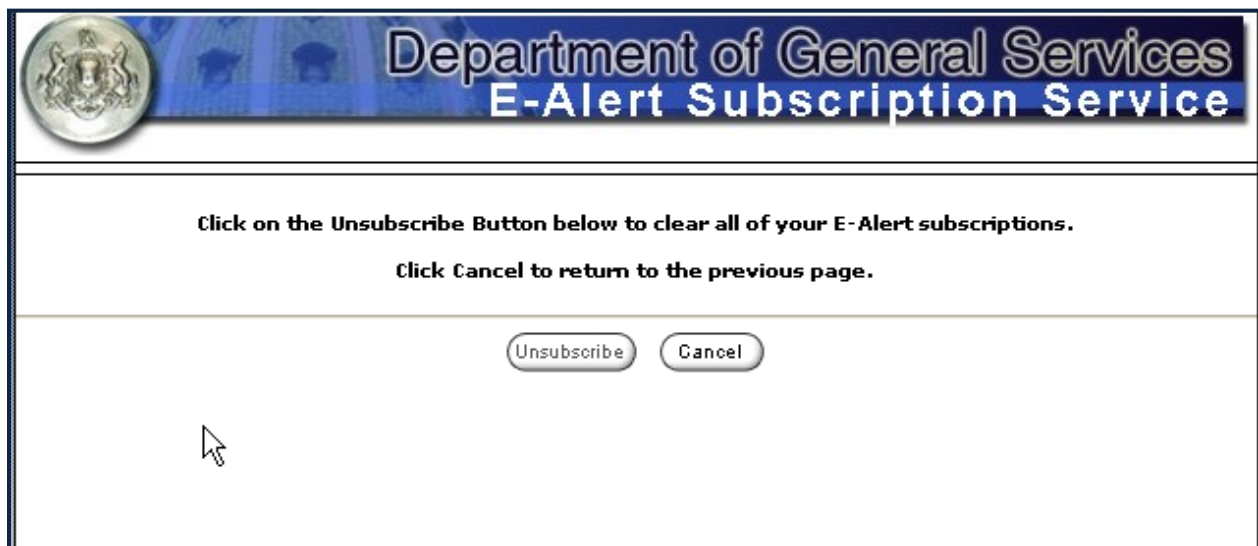 Department of General Services
E-Alert Subscription Service
Click on the Unsubscribe Button below to clear all of your E-Alert subscriptions.
Click Cancel to return to the previous page.
Unsubscribe Cancel